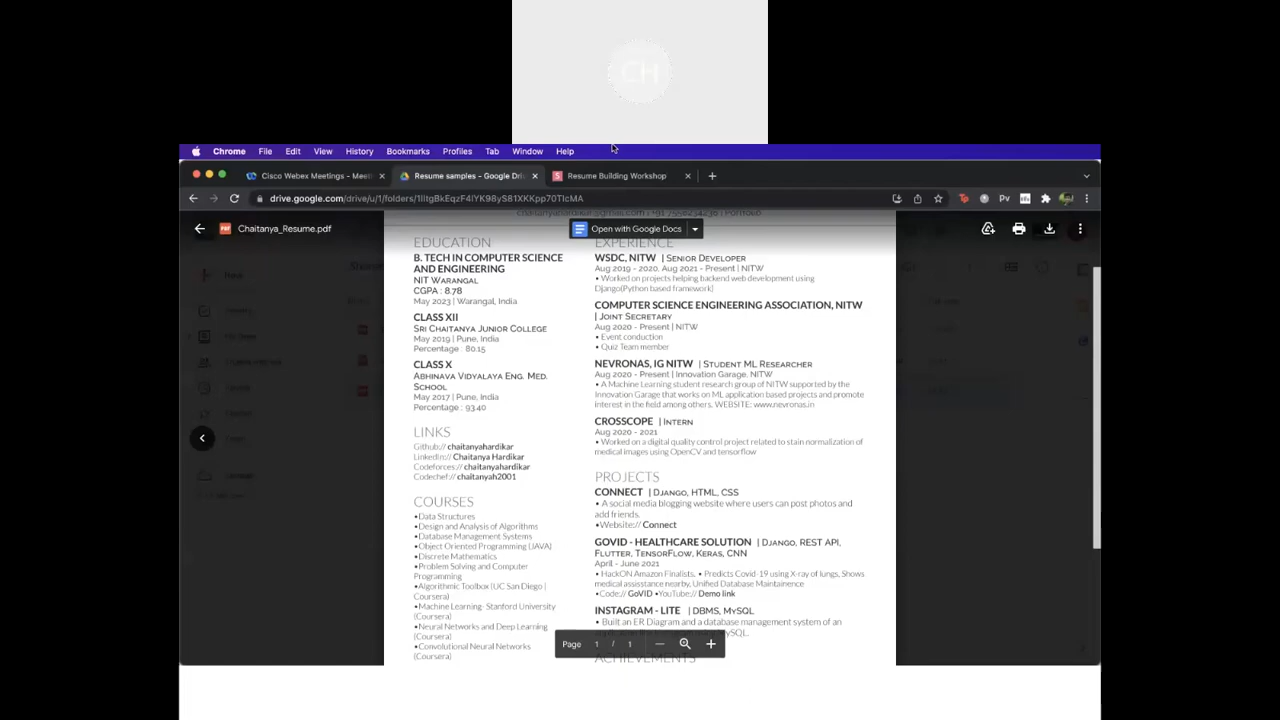 CH
Chrome File Edit View History Bookmarks Profiles Tab Window Help
Cisco Webex Meetings - Meet
Resume samples - Google Dri
Resume Building Workshop
drive.google.com/drive/u/1/folders/
Chaitanya_Resume.pdf
Open with Google Docs
EDUCATION
B. TECH IN COMPUTER SCIENCE
AND ENGINEERING
NIT WARANGAL
CGPA : 8.78
May 2023 | Warangal, India
CLASS XII
SRI CHAITANYA JUNIOR COLLEGE
May 2019 | Pune, India
Percentage : 80.15
CLASS X
ABHINAVA VIDYALAYA ENG. MED.
SCHOOL
May 2017 | Pune, India
Percentage : 93.40
LINKS
Github:// chaitanyahardikar
LinkedIn:// Chaitanya Hardikar
Codeforces:// chaitanyahardikar
Codechef:// chaitanyah2001
COURSES
•Data Structures
•Design and Analysis of Algorithms
•Database Management Systems
•Object Oriented Programming (JAVA)
•Discrete Mathematics
•Problem Solving and Computer
Programming
•Algorithmic Toolbox (UC San Diego |
Coursera)
•Machine Learning- Stanford University
(Coursera)
•Neural Networks and Deep Learning
(Coursera)
•Convolutional Neural Networks
(Coursera)
EXPERIENCE
WSDC, NITW | SENIOR DEVELOPER
Aug 2019 - 2020, Aug 2021 - Present | NITW
• Worked on projects helping backend web development using
Django(Python based framework)
COMPUTER SCIENCE ENGINEERING ASSOCIATION, NITW
| JOINT SECRETARY
Aug 2020 - Present | NITW
• Event conduction
• Quiz Team member
NEVRONAS, IG NITW | STUDENT ML RESEARCHER
Aug 2020 - Present | Innovation Garage, NITW
• A Machine Learning student research group of NITW supported by the
Innovation Garage that works on ML application based projects and promote
interest in the field among others. WEBSITE: www.nevronas.in
CROSSCOPE | INTERN
Aug 2020 - 2021
• Worked on a digital quality control project related to stain normalization of
medical images using OpenCV and tensorflow
PROJECTS
CONNECT | DJANGO, HTML, CSS
• A social media blogging website where users can post photos and
add friends.
•Website:// Connect
GOVID - HEALTHCARE SOLUTION | DJANGO, REST API,
FLUTTER, TENSORFLOW, KERAS, CNN
April - June 2021
• HackON Amazon Finalists. • Predicts Covid-19 using X-ray of lungs, Shows
medical assisstance nearby, Unified Database Maintainence
•Code:// GoVID •YouTube:// Demo link
INSTAGRAM - LITE | DBMS, MYSQL
• Built an ER Diagram and a database management system of an
ACHIEVEMENTS
Page 1 / 1